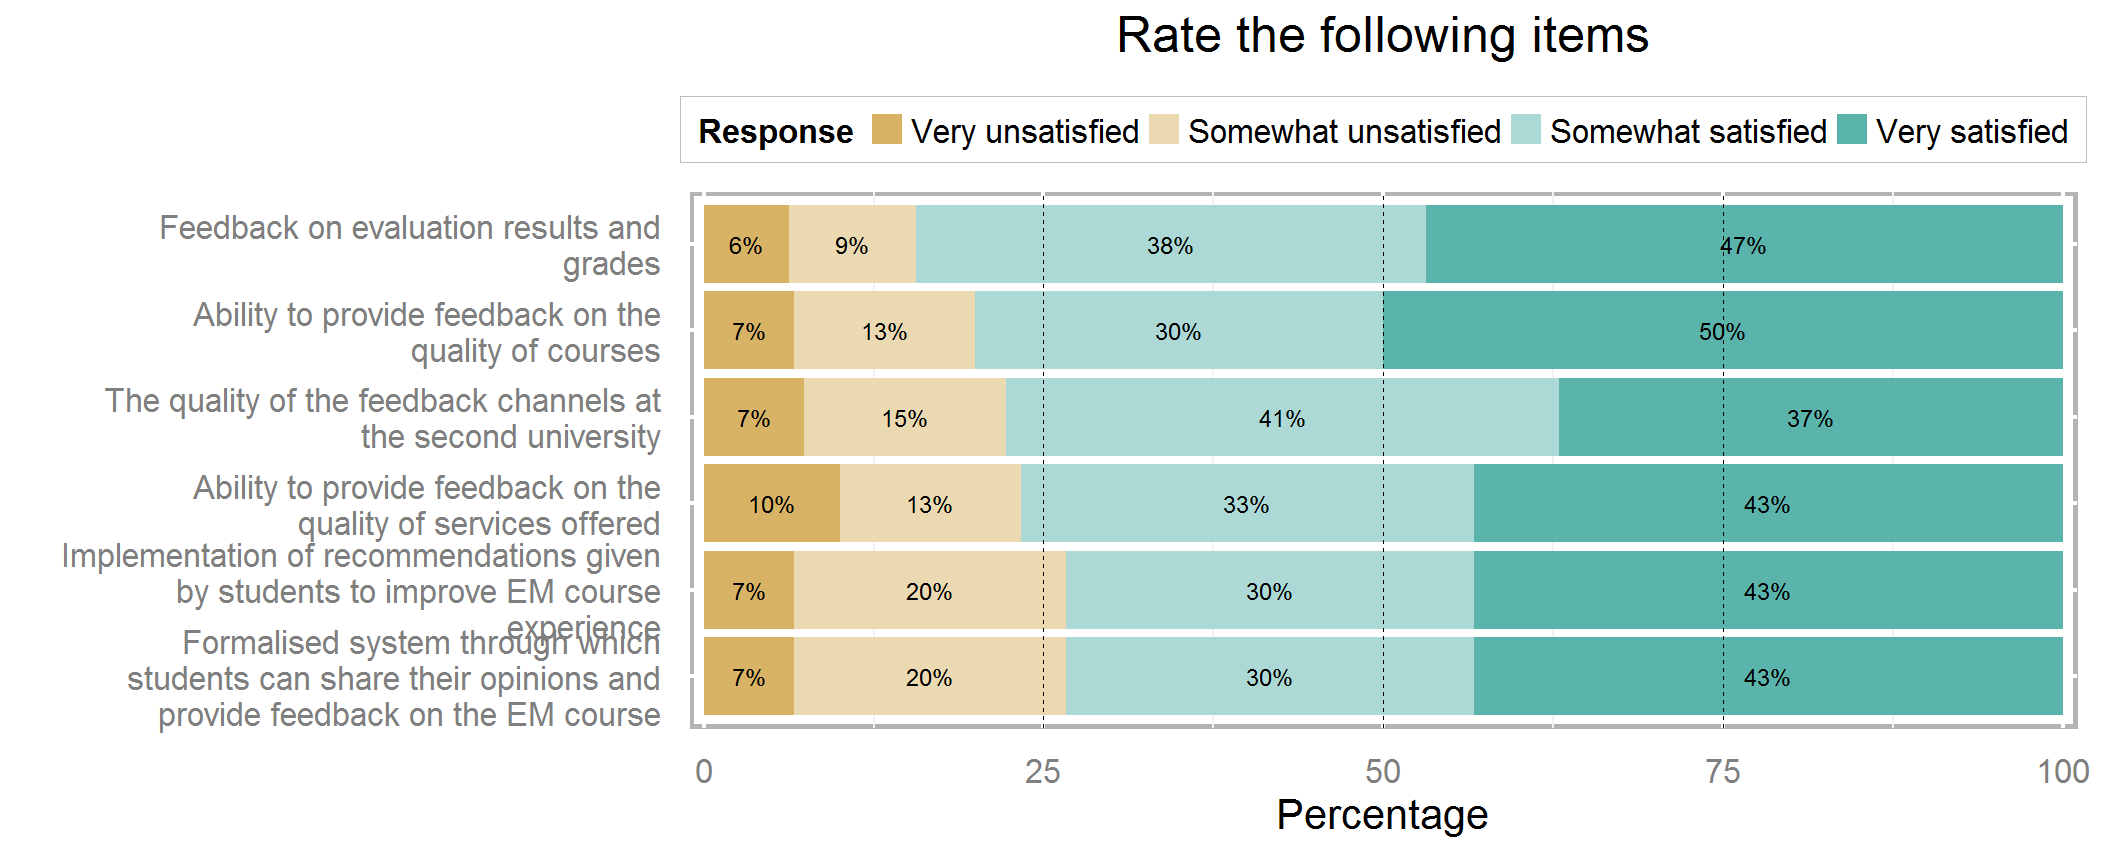 Rate the following items
Response Very unsatisfied Somewhat unsatisfied Somewhat satisfied Very satisfied
Feedback on evaluation results and
grades
6% 9% 38% 47%
Ability to provide feedback on the
quality of courses
7% 13% 30% 50%
The quality of the feedback channels at
the second university
7% 15% 41% 37%
Ability to provide feedback on the
quality of services offered
10% 13% 33% 43%
Implementation of recommendations given
by students to improve EM course
experience
7% 20% 30% 43%
Formalised system through which
students can share their opinions and
provide feedback on the EM course
7% 20% 30% 43%
0 25 50 75 100
Percentage